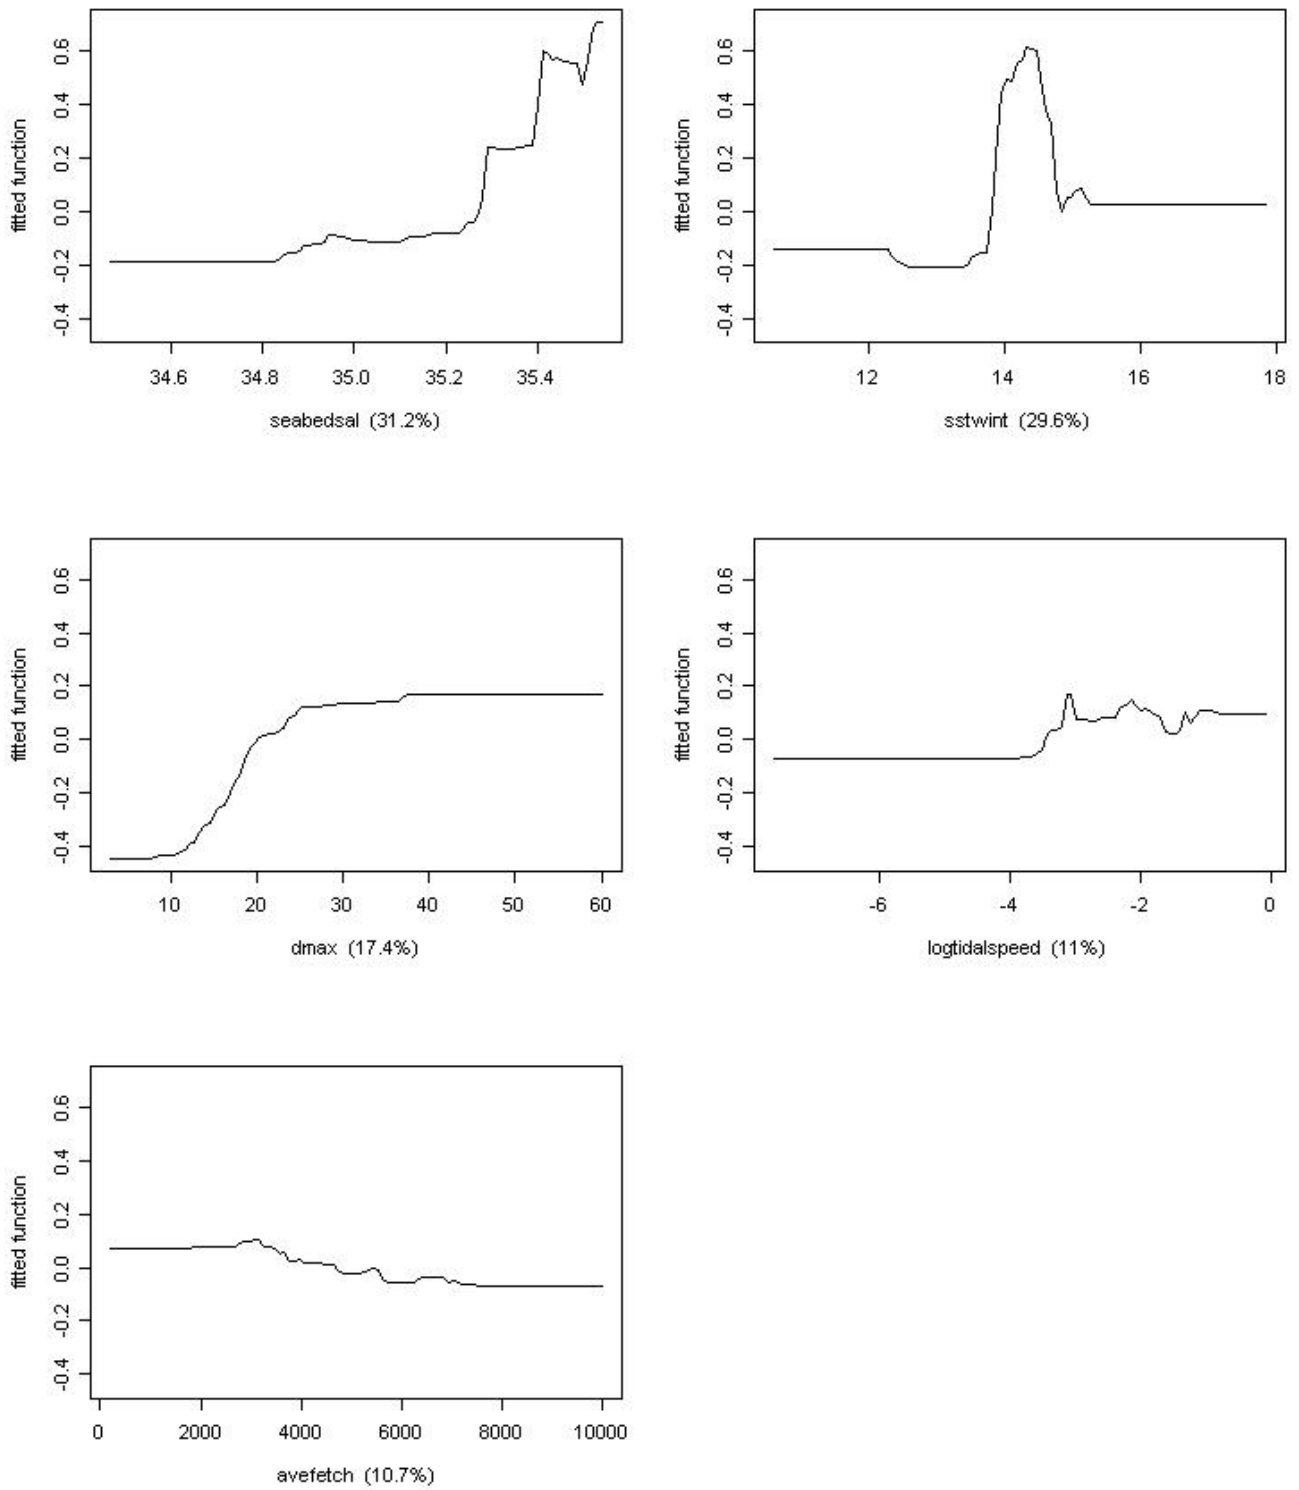 0.6
0.4
0.2
0.0
-0.2
-0.4
fitted function
34.6 34.8 35.0 35.2 35.4
seabedsal (31.2%)
0.6
0.4
0.2
0.0
-0.2
-0.4
fitted function
12 14 16 18
sstwint (29.6%)
0.6
0.4
0.2
0.0
-0.2
-0.4
fitted function
10 20 30 40 50 60
dmax (17.4%)
0.6
0.4
0.2
0.0
-0.2
-0.4
fitted function
-6 -4 -2 0
logtidalspeed (11%)
0.6
0.4
0.2
0.0
-0.2
-0.4
fitted function
0 2000 4000 6000 8000 10000
avefetch (10.7%)